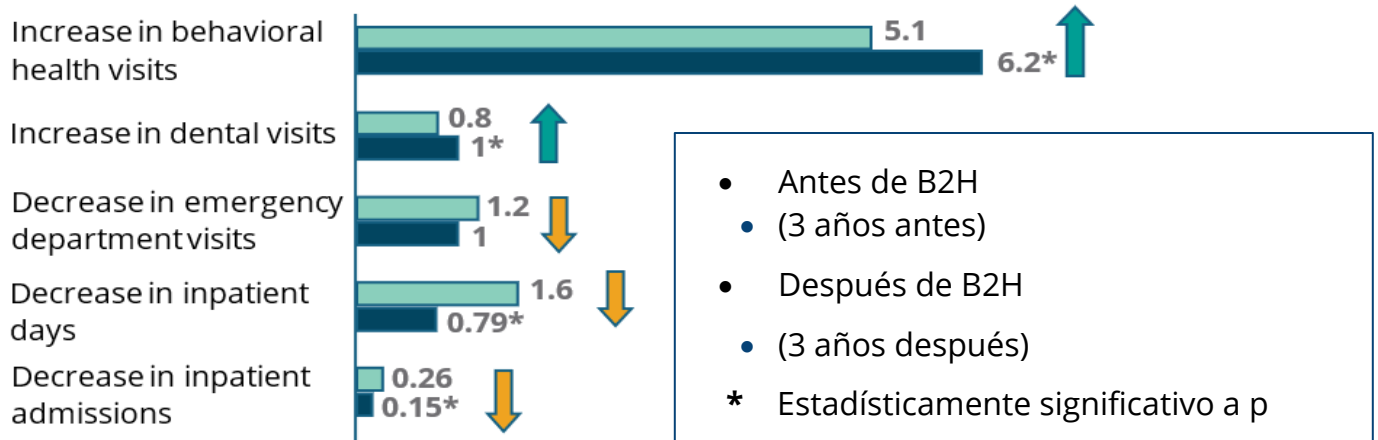 Increase in behavioral
health visits
5.1
6.2*
Increase in dental visits
0.8
1*
Decrease in emergency
department visits
1.2
1
Decrease in inpatient
days
1.6
0.79*
Decrease in inpatient
admissions
0.26
0.15*
• Antes de B2H
• (3 años antes)
• Después de B2H
• (3 años después)
* Estadísticamente significativo a p